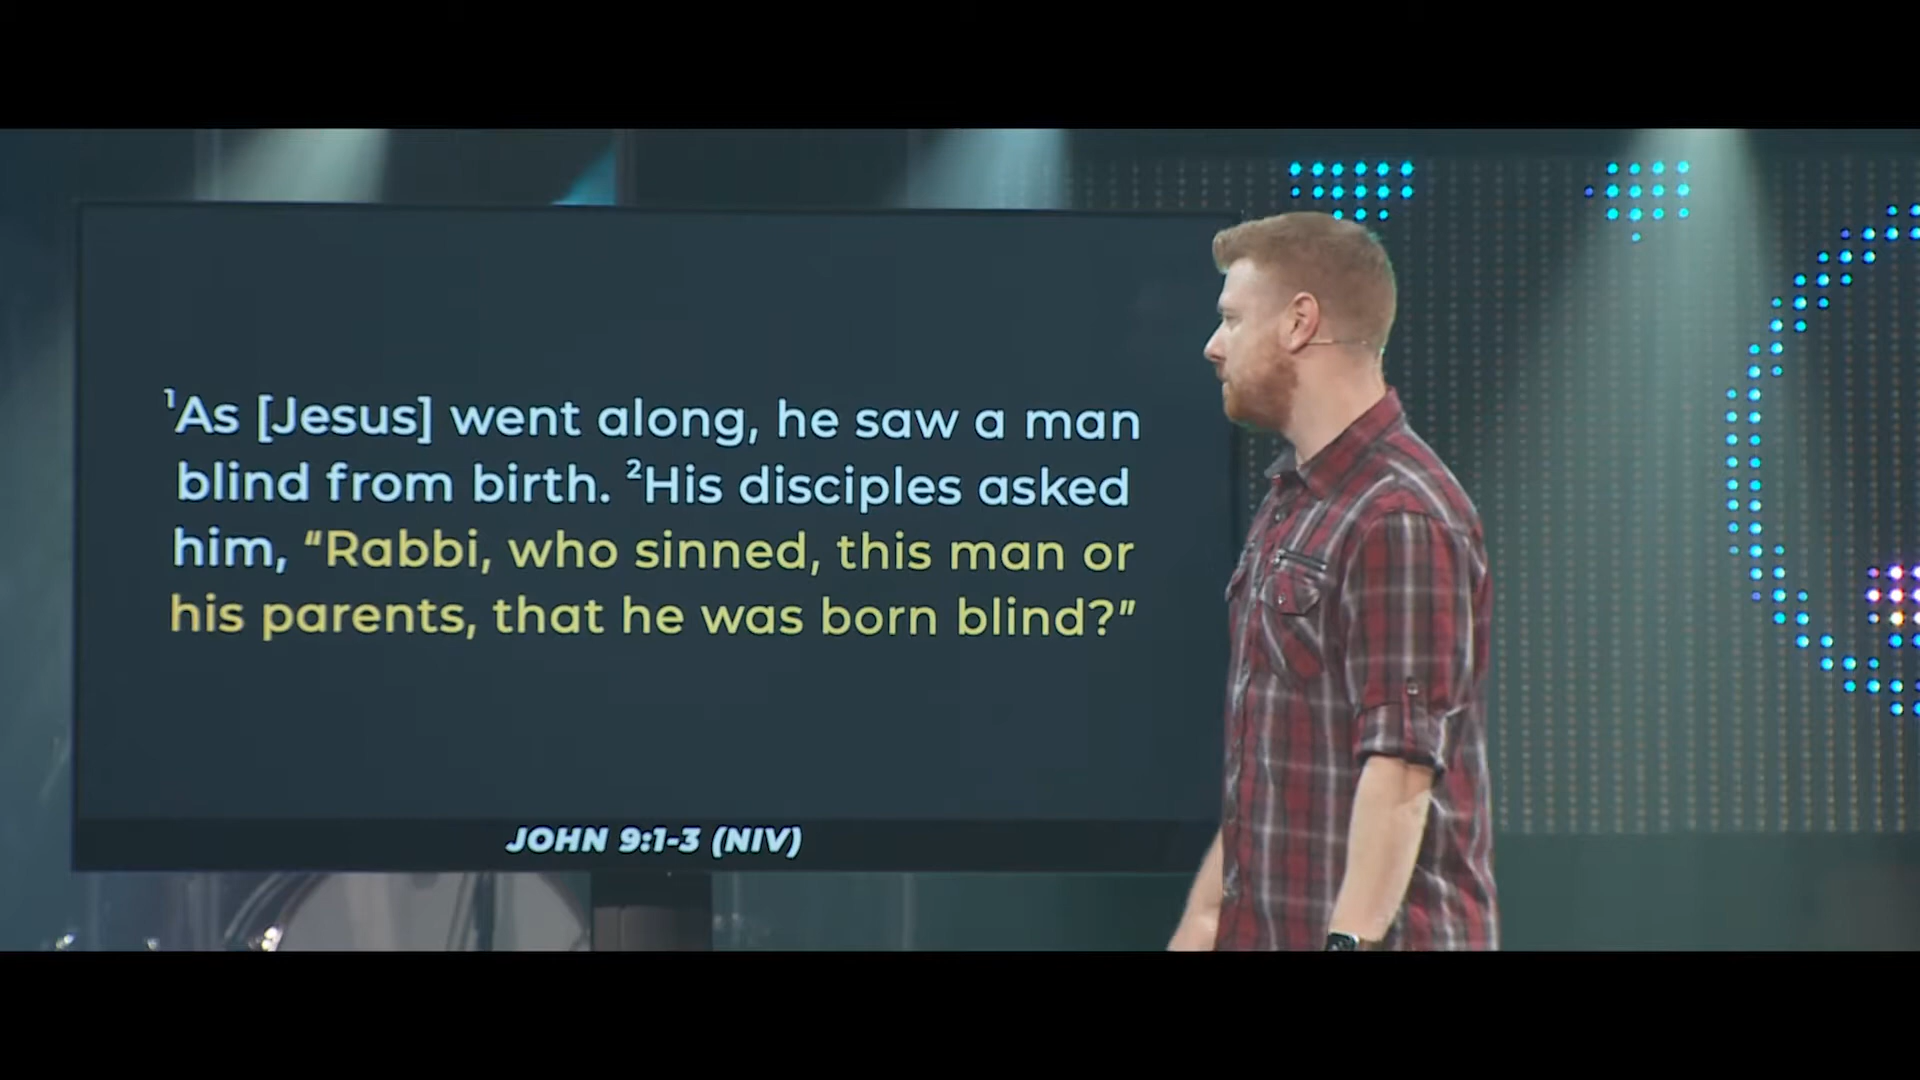 ¹As [Jesus] went along, he saw a man
blind from birth. ²His disciples asked
him, “Rabbi, who sinned, this man or
his parents, that he was born blind?”
JOHN 9:1-3 (NIV)